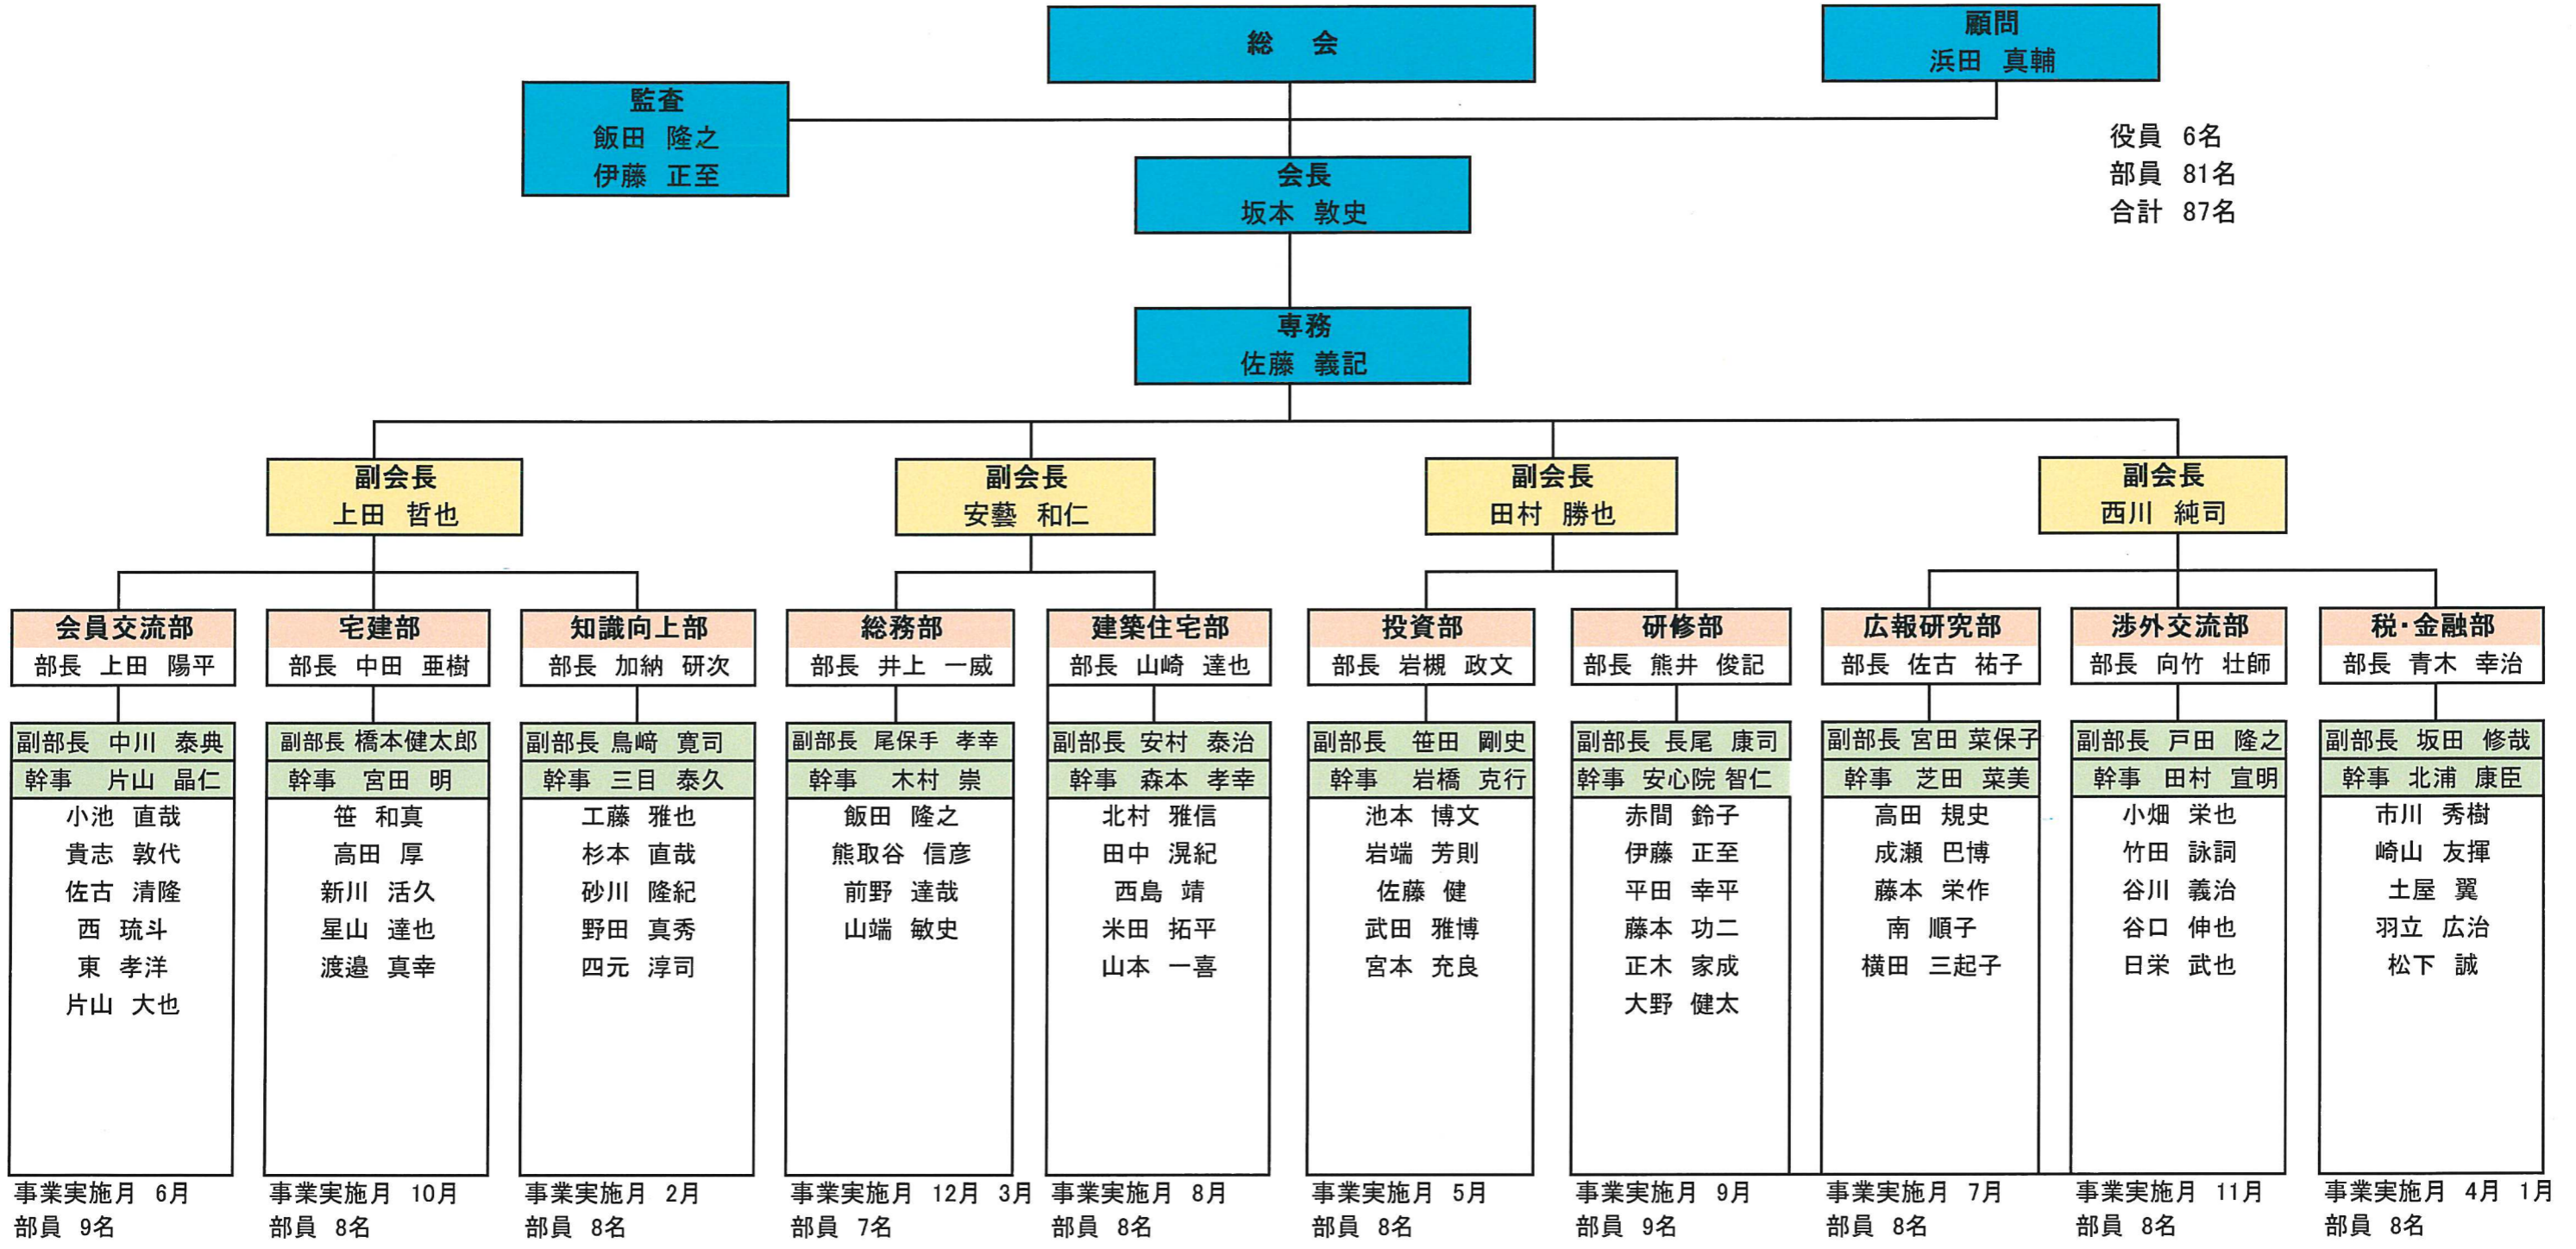 総 会
顧問
浜田 真輔
監査
飯田 隆之
伊藤 正至
役員 6名
部員 81名
合計 87名
会長
坂本 敦史
専務
佐藤 義記
副会長
上田 哲也
副会長
安藝 和仁
副会長
田村 勝也
副会長
西川 純司
会員交流部
部長 上田 陽平
副部長 中川 泰典
幹事 片山 晶仁
小池 直哉
貴志 敦代
佐古 清隆
西 琉斗
東 孝洋
片山 大也
事業実施月 6月
部員 9名
宅建部
部長 中田 亜樹
副部長 橋本健太郎
幹事 宮田 明
笹 和真
高田 厚
新川 活久
星山 達也
渡邉 真幸
事業実施月 10月
部員 8名
知識向上部
部長 加納 研次
副部長 鳥﨑 寛司
幹事 三目 泰久
工藤 雅也
杉本 直哉
砂川 隆紀
野田 真秀
四元 淳司
事業実施月 2月
部員 8名
総務部
部長 井上 一威
副部長 尾保手 孝幸
幹事 木村 崇
飯田 隆之
熊取谷 信彦
前野 達哉
山端 敏史
事業実施月 12月 3月
部員 7名
建築住宅部
部長 山崎 達也
副部長 安村 泰治
幹事 森本 孝幸
北村 雅信
田中 滉紀
西島 靖
米田 拓平
山本 一喜
事業実施月 8月
部員 8名
投資部
部長 岩槻 政文
副部長 笹田 剛史
幹事 岩橋 克行
池本 博文
岩端 芳則
佐藤 健
武田 雅博
宮本 充良
事業実施月 5月
部員 8名
研修部
部長 熊井 俊記
副部長 長尾 康司
幹事 安心院 智仁
赤間 鈴子
伊藤 正至
平田 幸平
藤本 功二
正木 家成
大野 健太
事業実施月 9月
部員 9名
広報研究部
部長 佐古 祐子
副部長 宮田 菜保子
幹事 芝田 菜美
高田 規史
成瀬 巴博
藤本 栄作
南 順子
横田 三起子
事業実施月 7月
部員 8名
渉外交流部
部長 向竹 壮師
副部長 戸田 隆之
幹事 田村 宣明
小畑 栄也
竹田 詠詞
谷川 義治
谷口 伸也
日栄 武也
事業実施月 11月
部員 8名
税・金融部
部長 青木 幸治
副部長 坂田 修哉
幹事 北浦 康臣
市川 秀樹
崎山 友揮
土屋 翼
羽立 広治
松下 誠
事業実施月 4月 1月
部員 8名